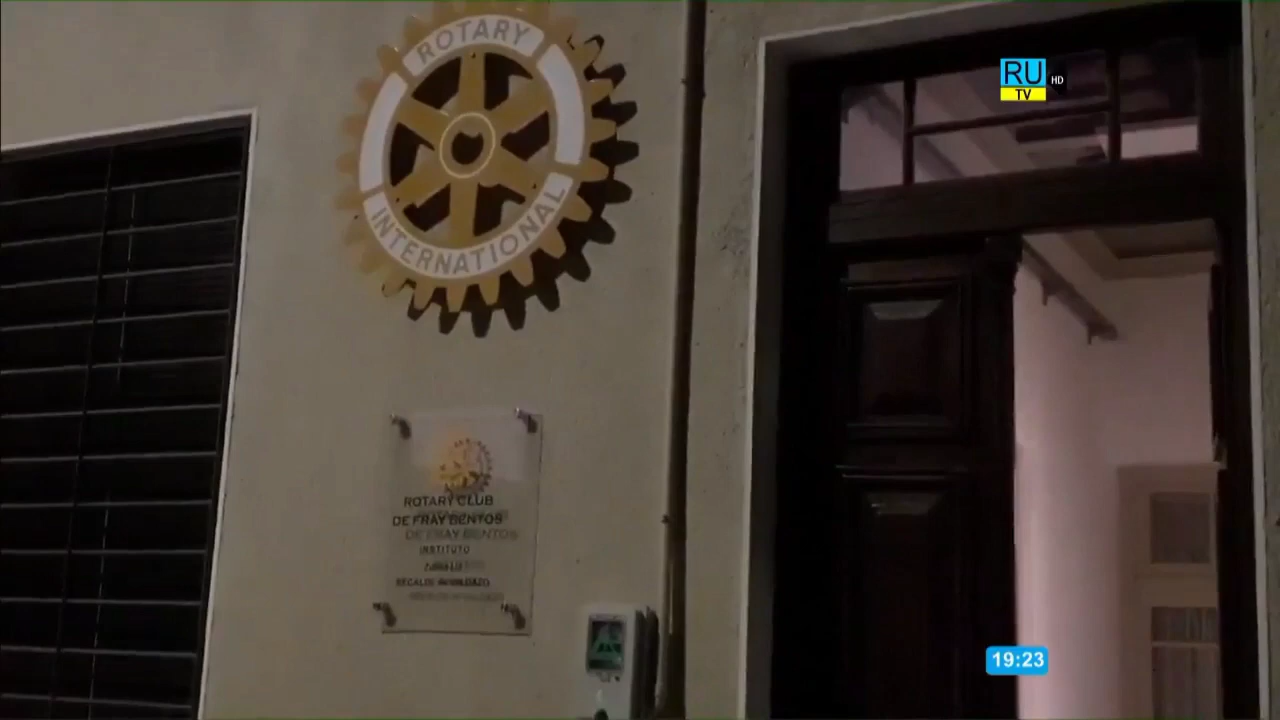 ROTARY
INTERNATIONAL
RU
HD
TV
ROTARY CLUB
DE FRAY BENTOS
INSTITUTO
19:23